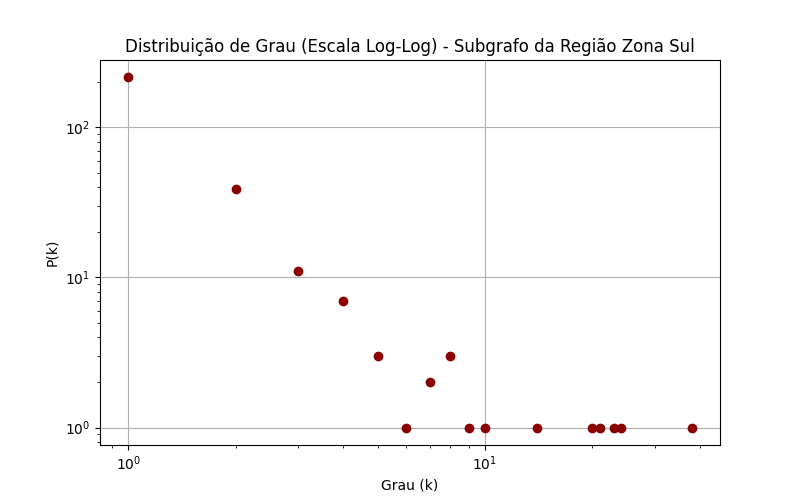 Distribuição de Grau (Escala Log-Log) - Subgrafo da Região Zona Sul
P(k)
10²
10¹
10⁰
10⁰ 10¹
Grau (k)